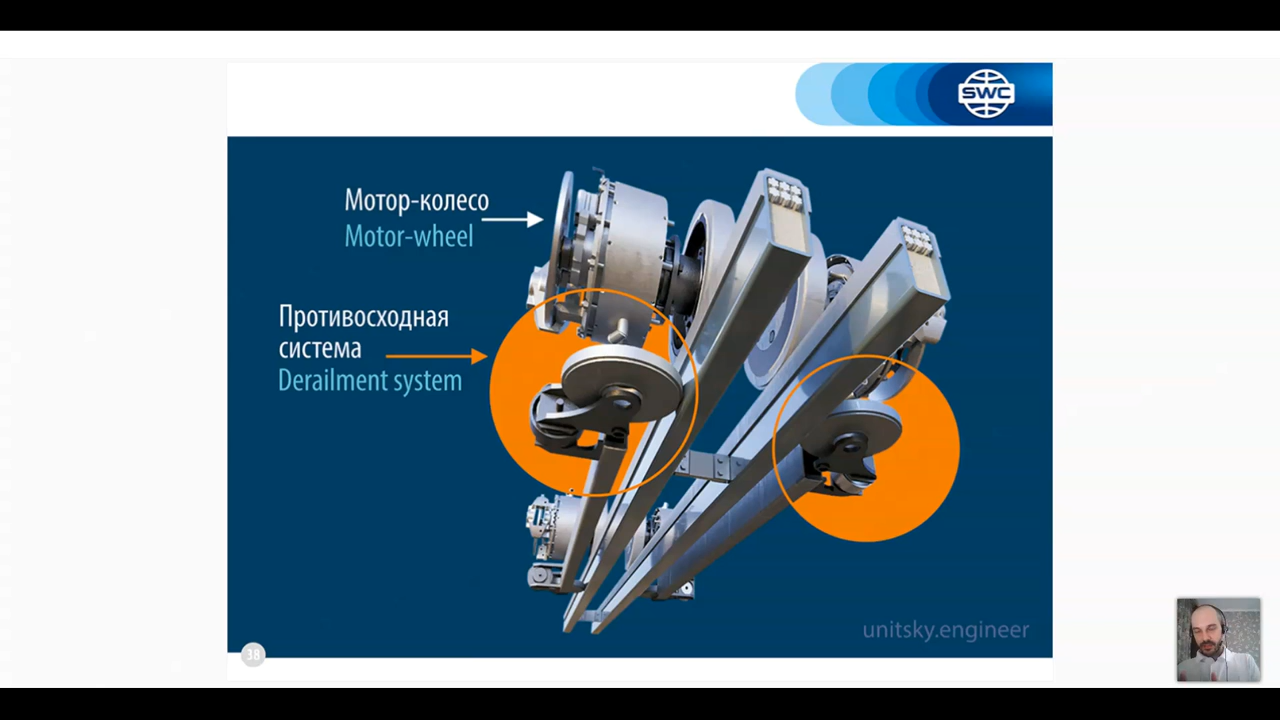 SWC
Мотор-колесо
Motor-wheel
Противосходная
система
Derailment system
unitsky.engineer
38